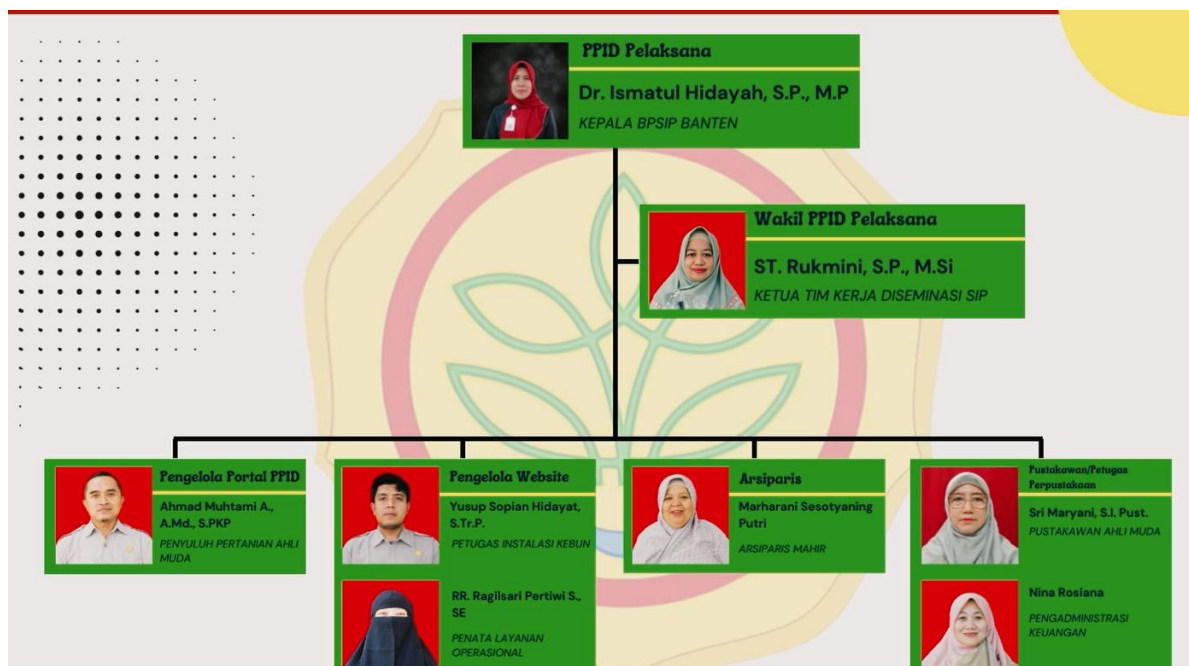 PPID Pelaksana
Dr. Ismatul Hidayah, S.P., M.P
KEPALA BPSIP BANTEN
Wakil PPID Pelaksana
ST. Rukmini, S.P., M.Si
KETUA TIM KERJA DISEMINASI SIP
Pengelola Portal PPID
Ahmad Muhtami A.,
A.Md., S.PKP
PENYULUH PERTANIAN AHLI
MUDA
Pengelola Website
Yusup Sopian Hidayat,
S.Tr.P.
PETUGAS INSTALASI KEBUN
RR. Ragilsari Pertiwi S.,
SE
PENATA LAYANAN
OPERASIONAL
Arsiparis
Marharani Sesotyaning
Putri
ARSIPARIS MAHIR
Pustakawan/Petugas
Perpustakaan
Sri Maryani, S.I. Pust.
PUSTAKAWAN AHLI MUDA
Nina Rosiana
PENGADMINISTRASI
KEUANGAN